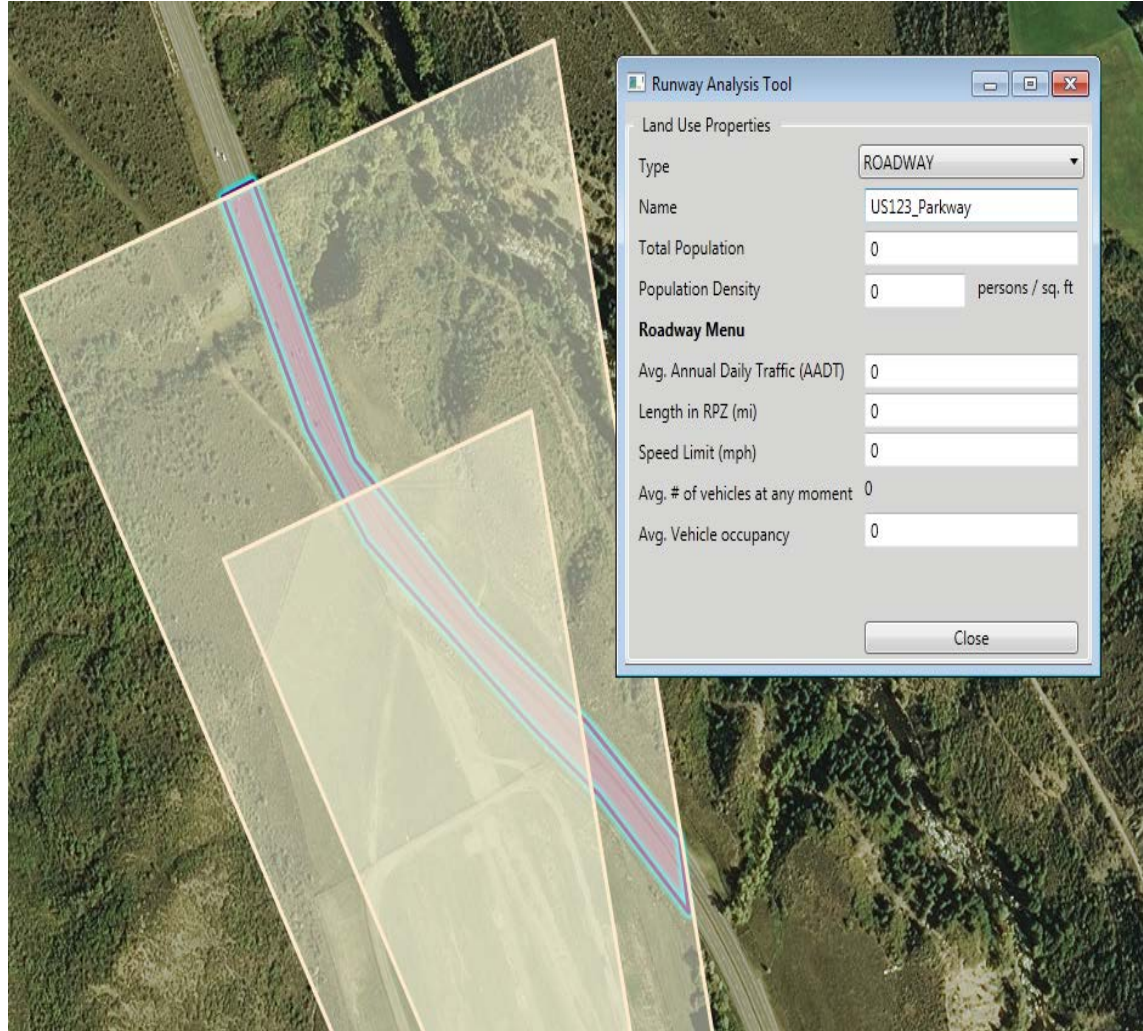 Runway Analysis Tool
Land Use Properties
Type ROADWAY
Name US123_Parkway
Total Population 0
Population Density 0 persons / sq. ft
Roadway Menu
Avg. Annual Daily Traffic (AADT) 0
Length in RPZ (mi) 0
Speed Limit (mph) 0
Avg. # of vehicles at any moment 0
Avg. Vehicle occupancy 0
Close